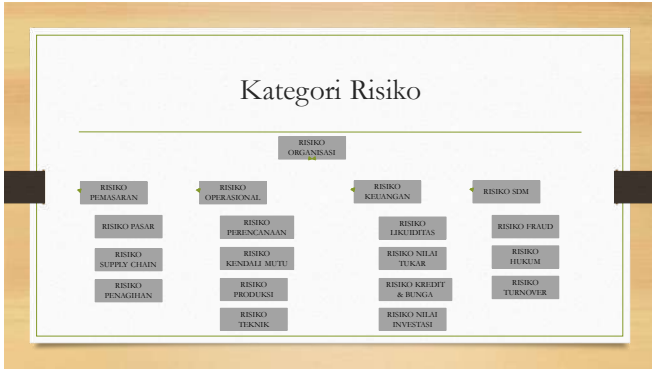 Kategori Risiko
RISIKO
ORGANISASI
RISIKO
PEMASARAN
RISIKO PASAR
RISIKO
SUPPLY CHAIN
RISIKO
PENAGIHAN
RISIKO
OPERASIONAL
RISIKO
PERENCANAAN
RISIKO
KENDALI MUTU
RISIKO
PRODUKSI
RISIKO
TEKNIK
RISIKO
KEUANGAN
RISIKO
LIKUIDITAS
RISIKO NILAI
TUKAR
RISIKO KREDIT
& BUNGA
RISIKO NILAI
INVESTASI
RISIKO SDM
RISIKO FRAUD
RISIKO
HUKUM
RISIKO
TURNOVER